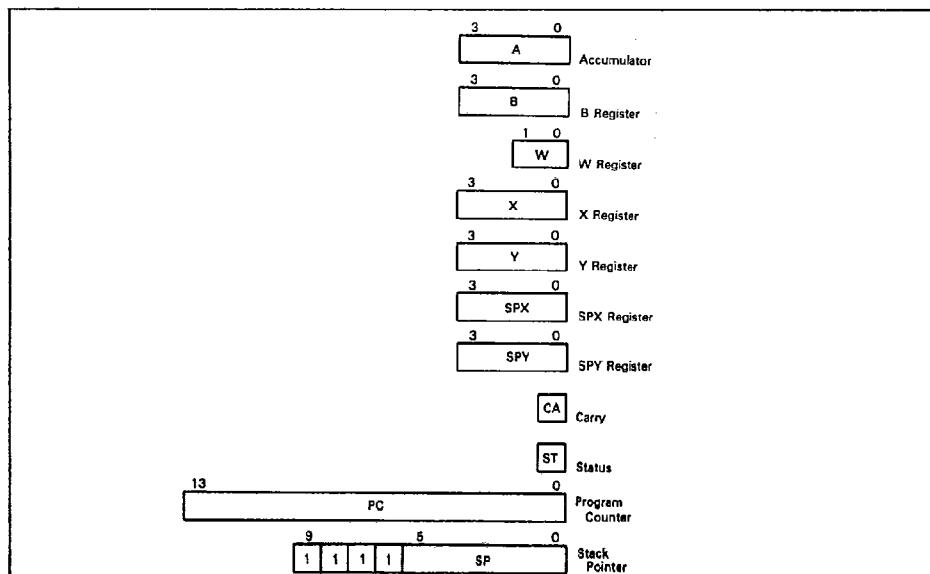 3 0
A Accumulator
3 0
B B Register
1 0
W W Register
3 0
X X Register
3 0
Y Y Register
3 0
SPX SPX Register
3 0
SPY SPY Register
CA Carry
ST Status
13 0
PC Program
Counter
9 5 0
1 1 1 1 SP Stack
Pointer